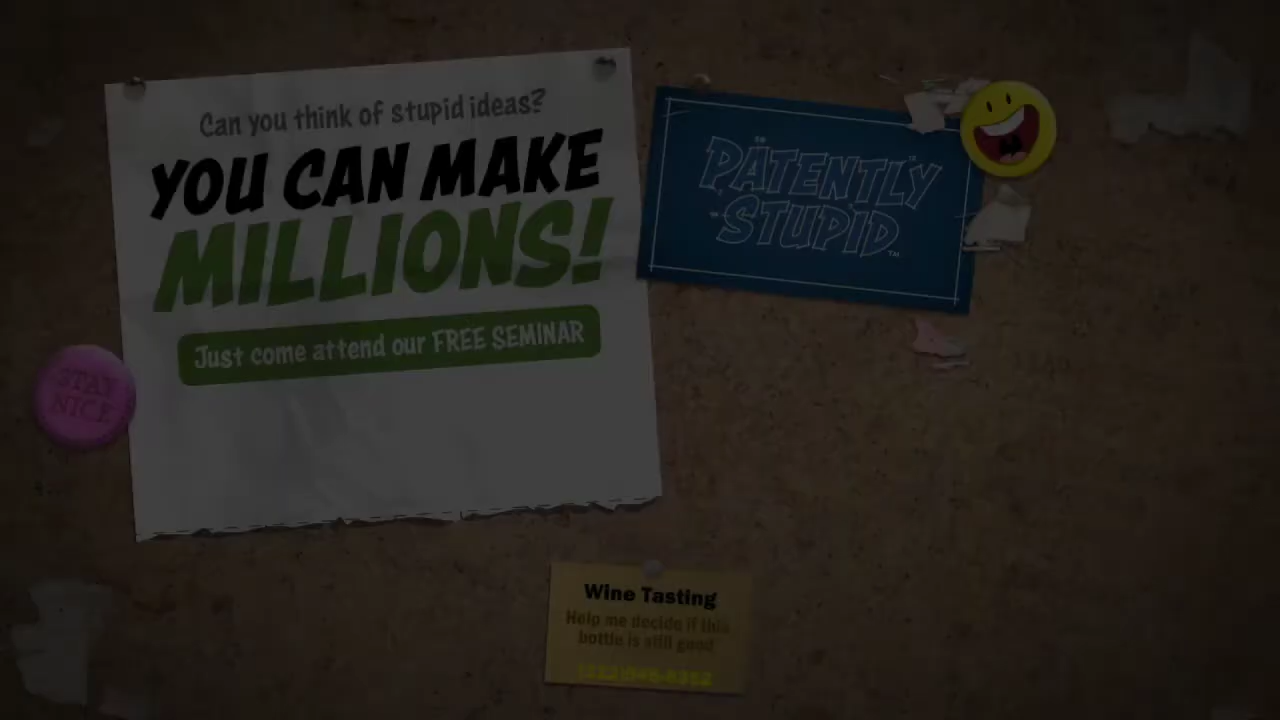 Can you think of stupid ideas?
YOU CAN MAKE
MILLIONS!
Just come attend our FREE SEMINAR
PATENTLY
STUPID™
STAY
NICE
Wine Tasting
Help me decide if this
bottle is still good